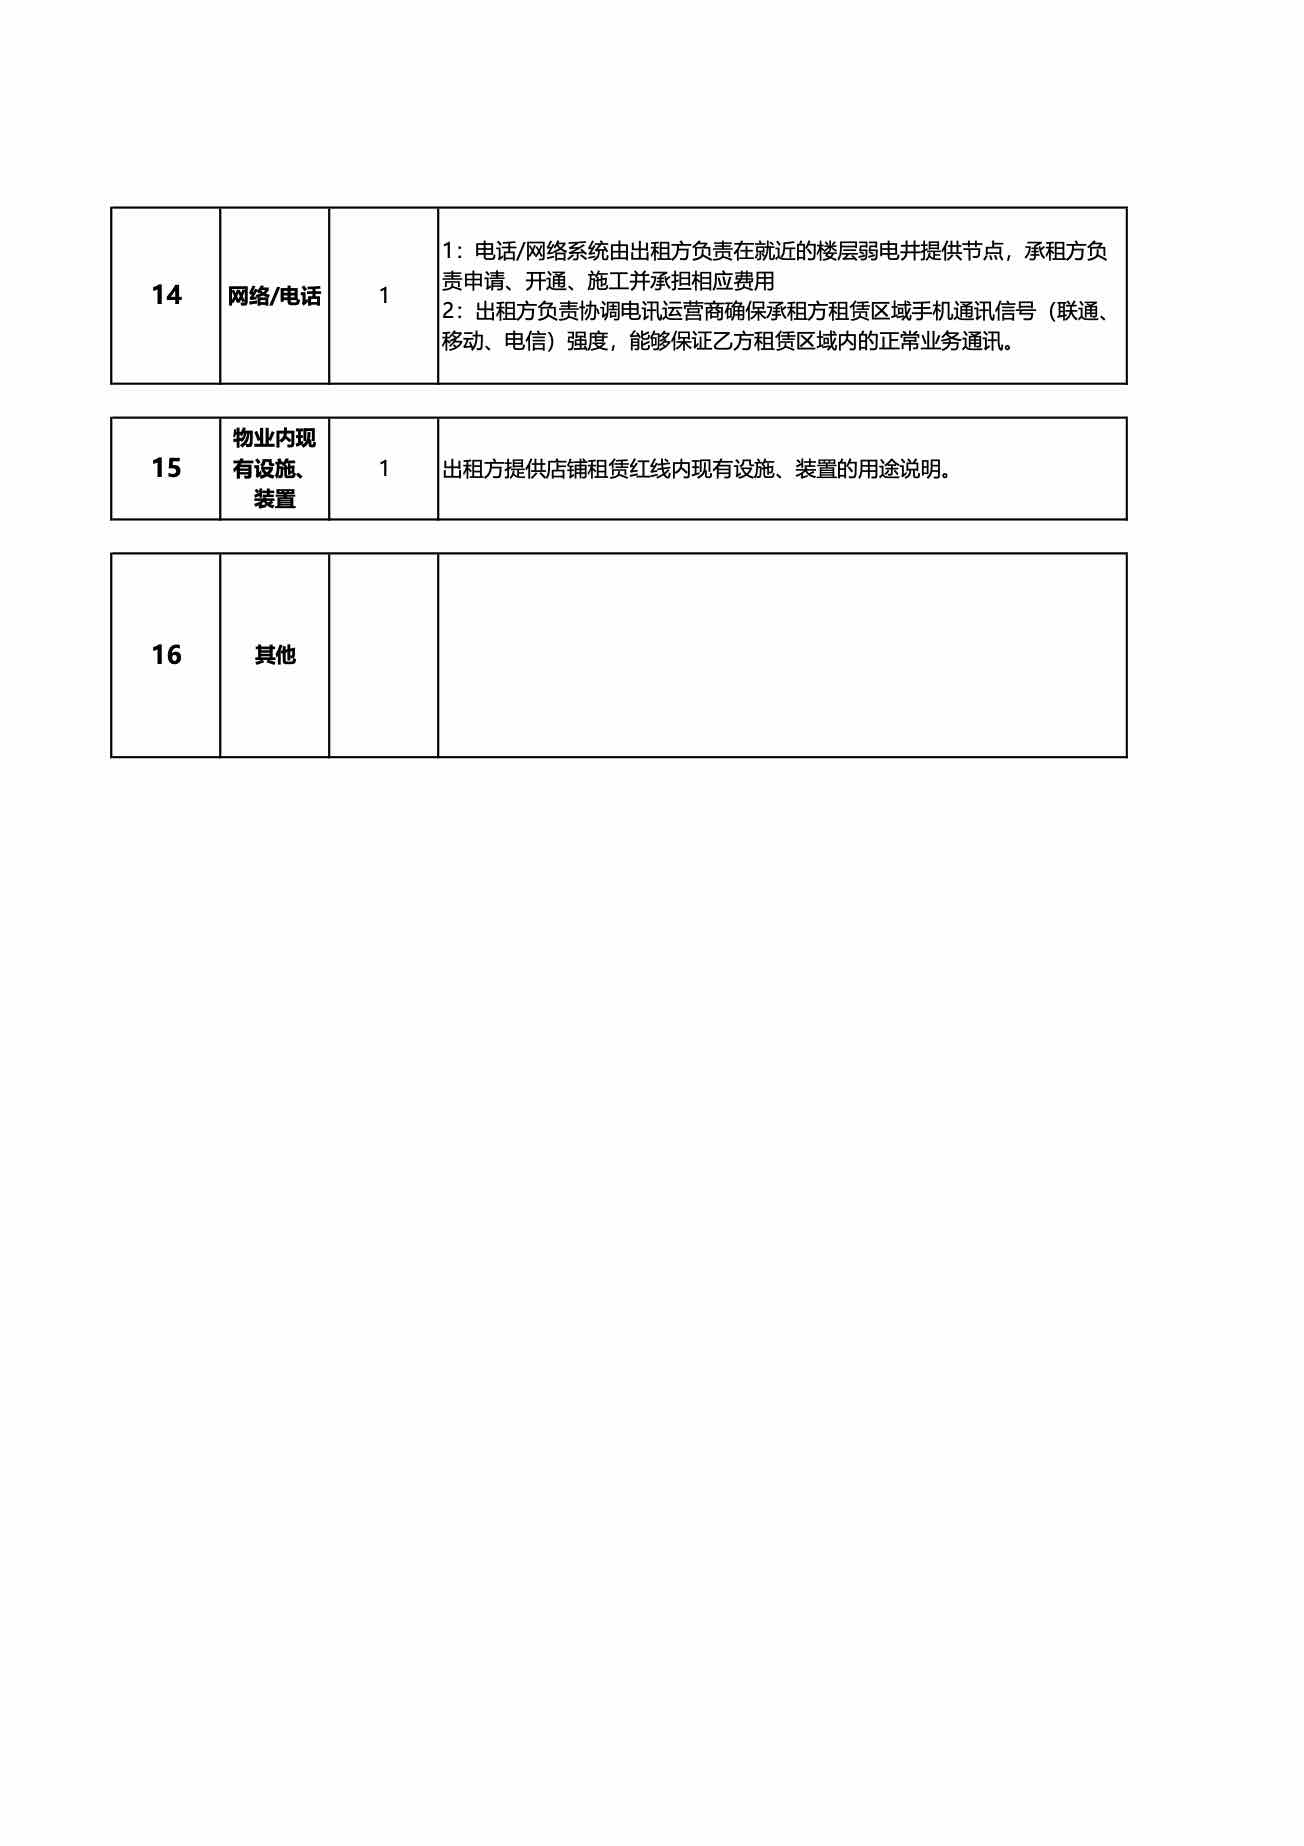 14
网络/电话
1
1：电话/网络系统由出租方负责在就近的楼层弱电井提供节点，承租方负
责申请、开通、施工并承担相应费用
2：出租方负责协调电讯运营商确保承租方租赁区域手机通讯信号（联通、
移动、电信）强度，能够保证乙方租赁区域内的正常业务通讯。
15
物业内现
有设施、
装置
1
出租方提供店铺租赁红线内现有设施、装置的用途说明。
16
其他